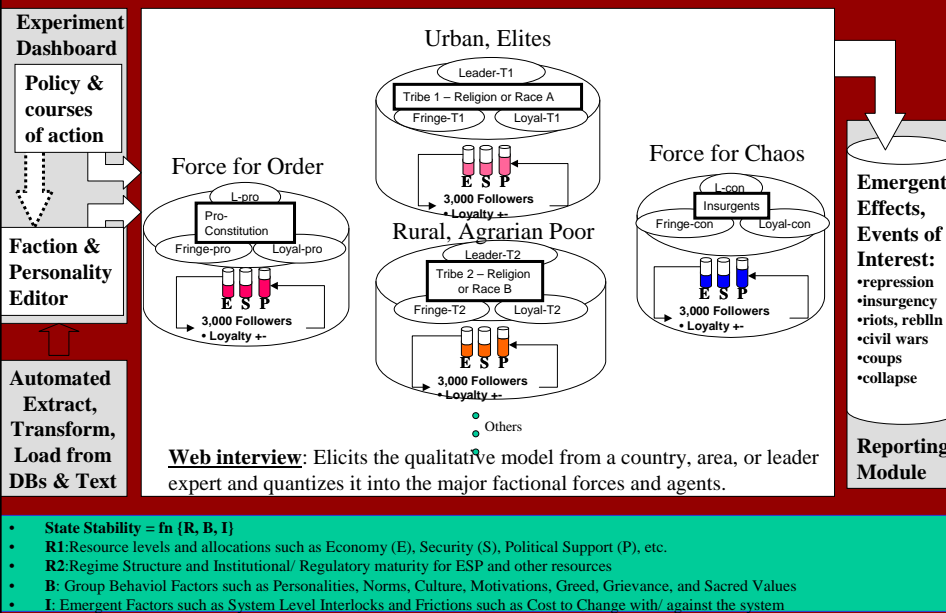 Experiment
Dashboard
Policy &
courses
of action
Faction &
Personality
Editor
Automated
Extract,
Transform,
Load from
DBs & Text
Force for Order
L-pro
Pro-
Constitution
Fringe-pro
Loyal-pro
E S P
3,000 Followers
• Loyalty +-
Urban, Elites
Leader-T1
Tribe 1 – Religion or Race A
Fringe-T1
Loyal-T1
E S P
3,000 Followers
• Loyalty +-
Rural, Agrarian Poor
Leader-T2
Tribe 2 – Religion
or Race B
Fringe-T2
Loyal-T2
E S P
3,000 Followers
• Loyalty +-
Others
Force for Chaos
L-con
Insurgents
Fringe-con
Loyal-con
E S P
3,000 Followers
• Loyalty +-
Web interview: Elicits the qualitative model from a country, area, or leader
expert and quantizes it into the major factional forces and agents.
Emergent
Effects,
Events of
Interest:
•repression
•insurgency
•riots, reblln
•civil wars
•coups
•collapse
Reporting
Module
• State Stability = fn {R, B, I}
• R1:Resource levels and allocations such as Economy (E), Security (S), Political Support (P), etc.
• R2:Regime Structure and Institutional/ Regulatory maturity for ESP and other resources
• B: Group Behaviol Factors such as Personalities, Norms, Culture, Motivations, Greed, Grievance, and Sacred Values
• I: Emergent Factors such as System Level Interlocks and Frictions such as Cost to Change with/ against the system